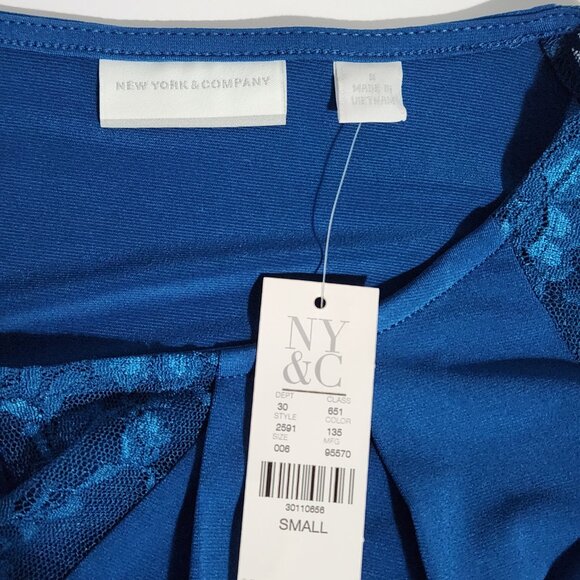 NEW YORK & COMPANY
S
MADE IN
VIETNAM
NY
&C
DEPT CLASS
30 651
STYLE COLOR
2591 135
SIZE MFG
006 95570
30110656
SMALL